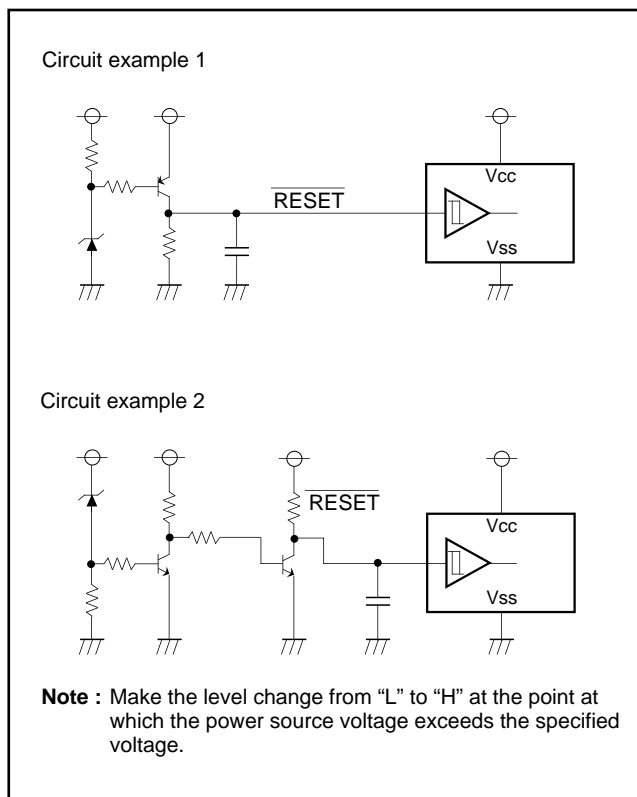 Circuit example 1
RESET
Vcc
Vss
Circuit example 2
RESET
Vcc
Vss
Note : Make the level change from “L” to “H” at the point at
which the power source voltage exceeds the specified
voltage.